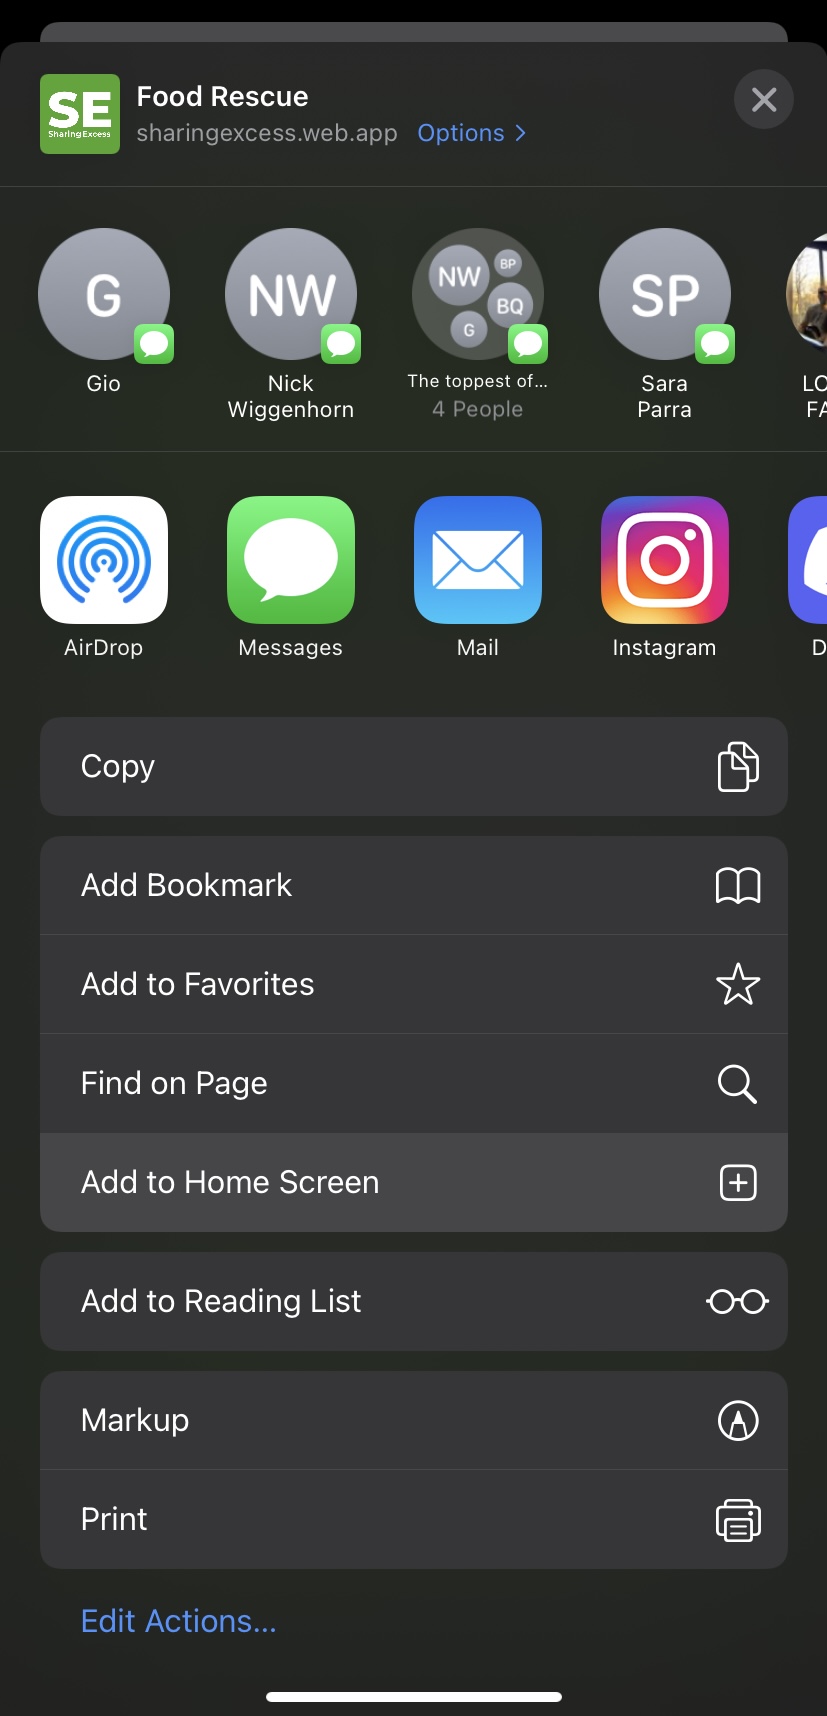 SE
SharingExcess
Food Rescue
sharingexcess.web.app Options
G
NW
NW
BP
BQ
G
SP
Gio
Nick
Wiggenhorn
The toppest of...
4 People
Sara
Parra
LO
FA
AirDrop
Messages
Mail
Instagram
D
Copy
Add Bookmark
Add to Favorites
Find on Page
Add to Home Screen
Add to Reading List
Markup
Print
Edit Actions...